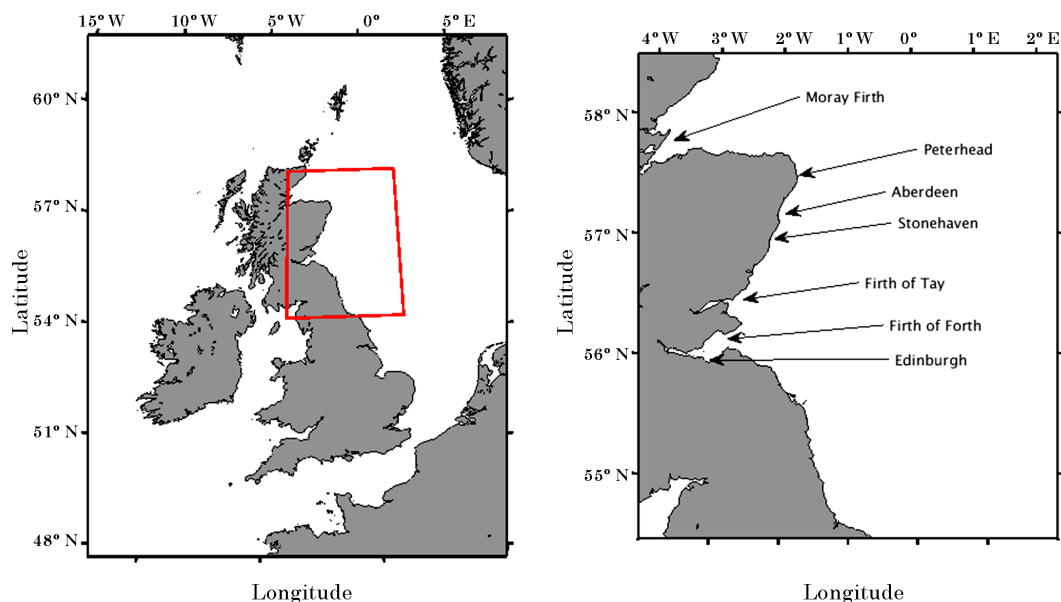 15° W 10° W 0° 5° E
60° N
57° N
54° N
51° N
48° N
Latitude
Longitude
4° W 3° W 2° W 1° W 0° 1° E 2° E
58° N
57° N
56° N
55° N
Latitude
Longitude
Moray Firth
Peterhead
Aberdeen
Stonehaven
Firth of Tay
Firth of Forth
Edinburgh